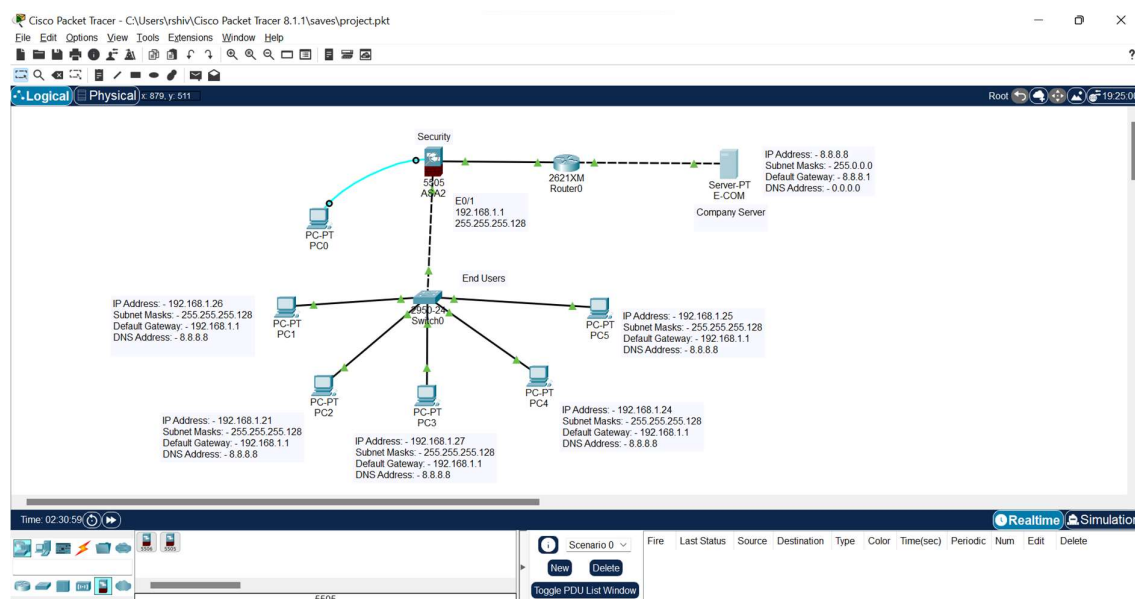 Cisco Packet Tracer - C:\Users\rshiv\Cisco Packet Tracer 8.1.1\saves\project.pkt
File Edit Options View Tools Extensions Window Help
?
Logical Physical x: 879, y: 511
Root 19:25:00
Security
5505
ASA2
E0/1
192.168.1.1
255.255.255.128
2621XM
Router0
Server-PT
E-COM
Company Server
IP Address: - 8.8.8.8
Subnet Masks: - 255.0.0.0
Default Gateway: - 8.8.8.1
DNS Address: - 0.0.0.0
PC-PT
PC0
End Users
2950-24
Switch0
IP Address: - 192.168.1.26
Subnet Masks: - 255.255.255.128
Default Gateway: - 192.168.1.1
DNS Address: - 8.8.8.8
PC-PT
PC1
PC-PT
PC5
IP Address: - 192.168.1.25
Subnet Masks: - 255.255.255.128
Default Gateway: - 192.168.1.1
DNS Address: - 8.8.8.8
PC-PT
PC2
IP Address: - 192.168.1.21
Subnet Masks: - 255.255.255.128
Default Gateway: - 192.168.1.1
DNS Address: - 8.8.8.8
PC-PT
PC3
IP Address: - 192.168.1.27
Subnet Masks: - 255.255.255.128
Default Gateway: - 192.168.1.1
DNS Address: - 8.8.8.8
PC-PT
PC4
IP Address: - 192.168.1.24
Subnet Masks: - 255.255.255.128
Default Gateway: - 192.168.1.1
DNS Address: - 8.8.8.8
Time: 02:30:59
Realtime Simulation
5506 5505
5505
Scenario 0
New Delete
Toggle PDU List Window
Fire Last Status Source Destination Type Color Time(sec) Periodic Num Edit Delete